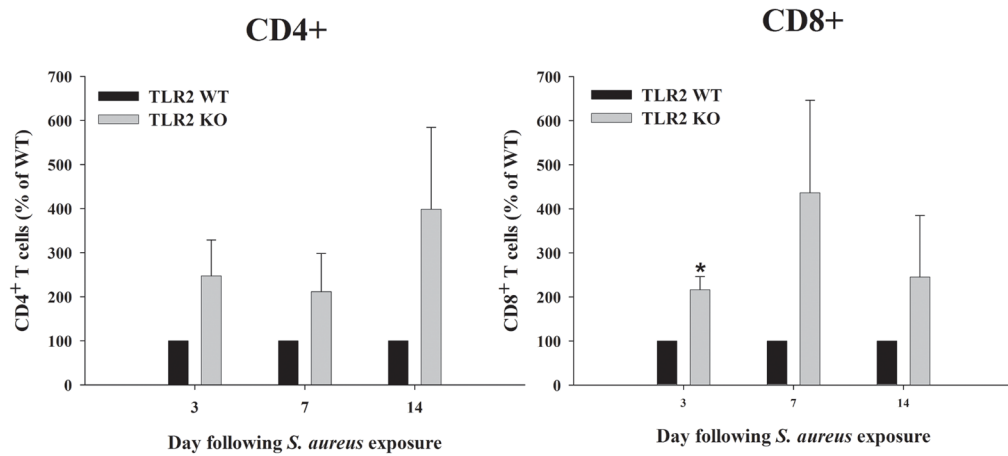 CD4+
700
600
500
400
300
200
100
0
TLR2 WT
TLR2 KO
CD4+ T cells (% of WT)
3 7 14
Day following S. aureus exposure
CD8+
700
600
500
400
300
200
100
0
TLR2 WT
TLR2 KO
*
CD8+ T cells (% of WT)
3 7 14
Day following S. aureus exposure